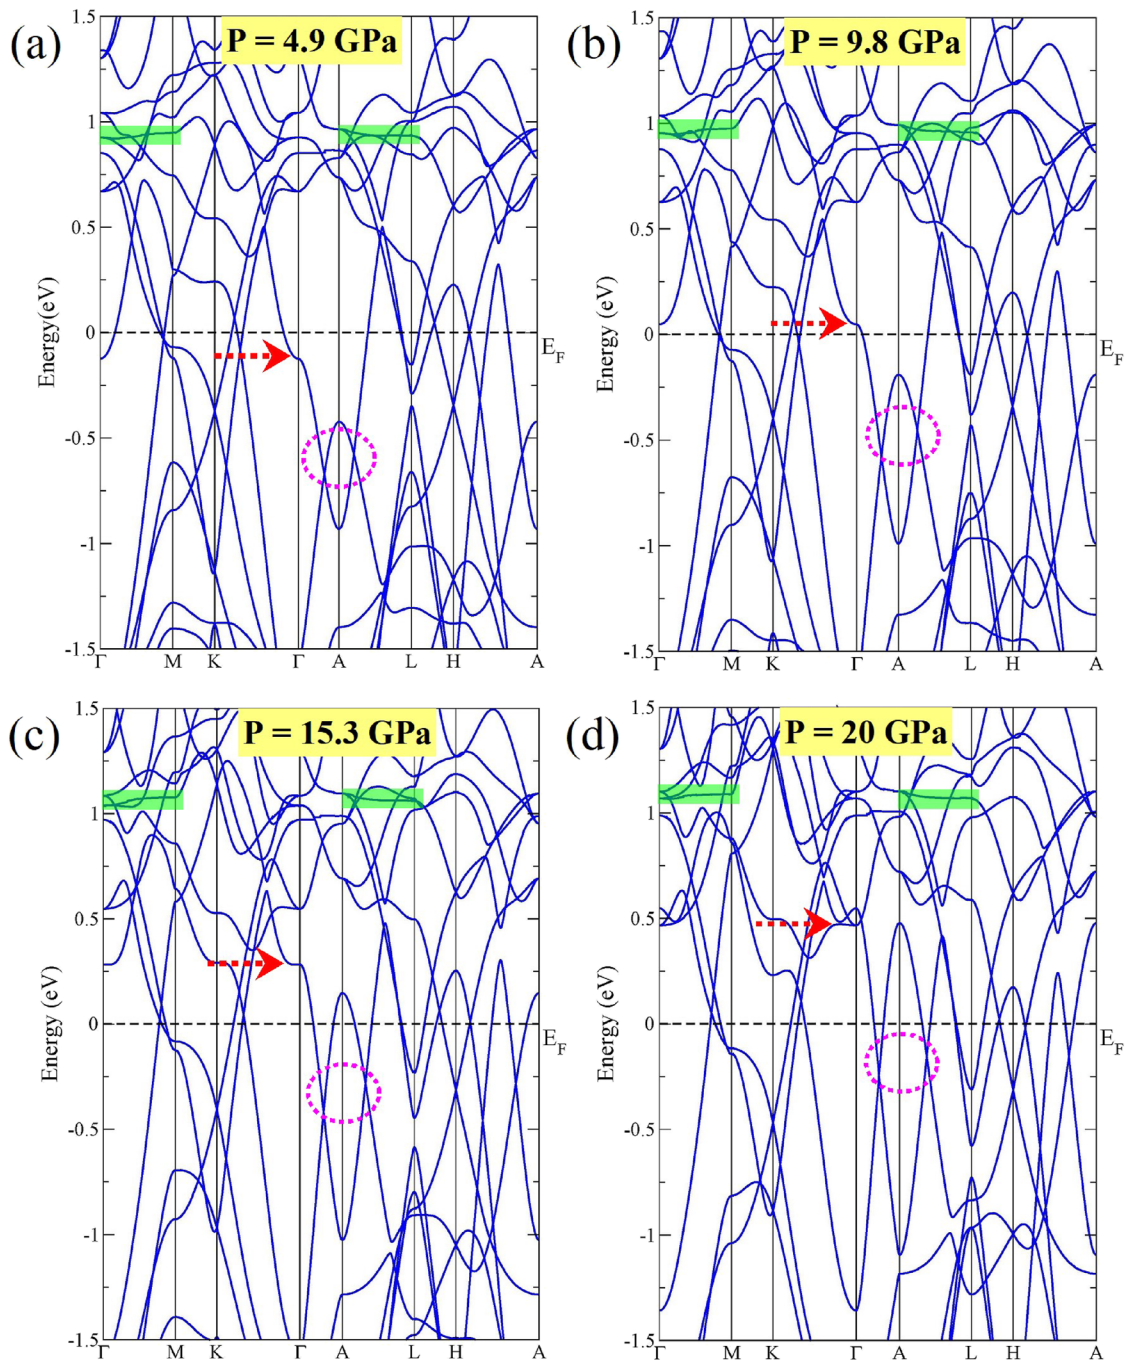 (a)
P = 4.9 GPa
1.5
1
0.5
0
-0.5
-1
-1.5
Energy(eV)
E_F
Γ M K Γ A L H A
(b)
P = 9.8 GPa
1.5
1
0.5
0
-0.5
-1
-1.5
Energy (eV)
E_F
Γ M K Γ A L H A
(c)
P = 15.3 GPa
1.5
1
0.5
0
-0.5
-1
-1.5
Energy (eV)
E_F
Γ M K Γ A L H A
(d)
P = 20 GPa
1.5
1
0.5
0
-0.5
-1
-1.5
Energy (eV)
E_F
Γ M K Γ A L H A